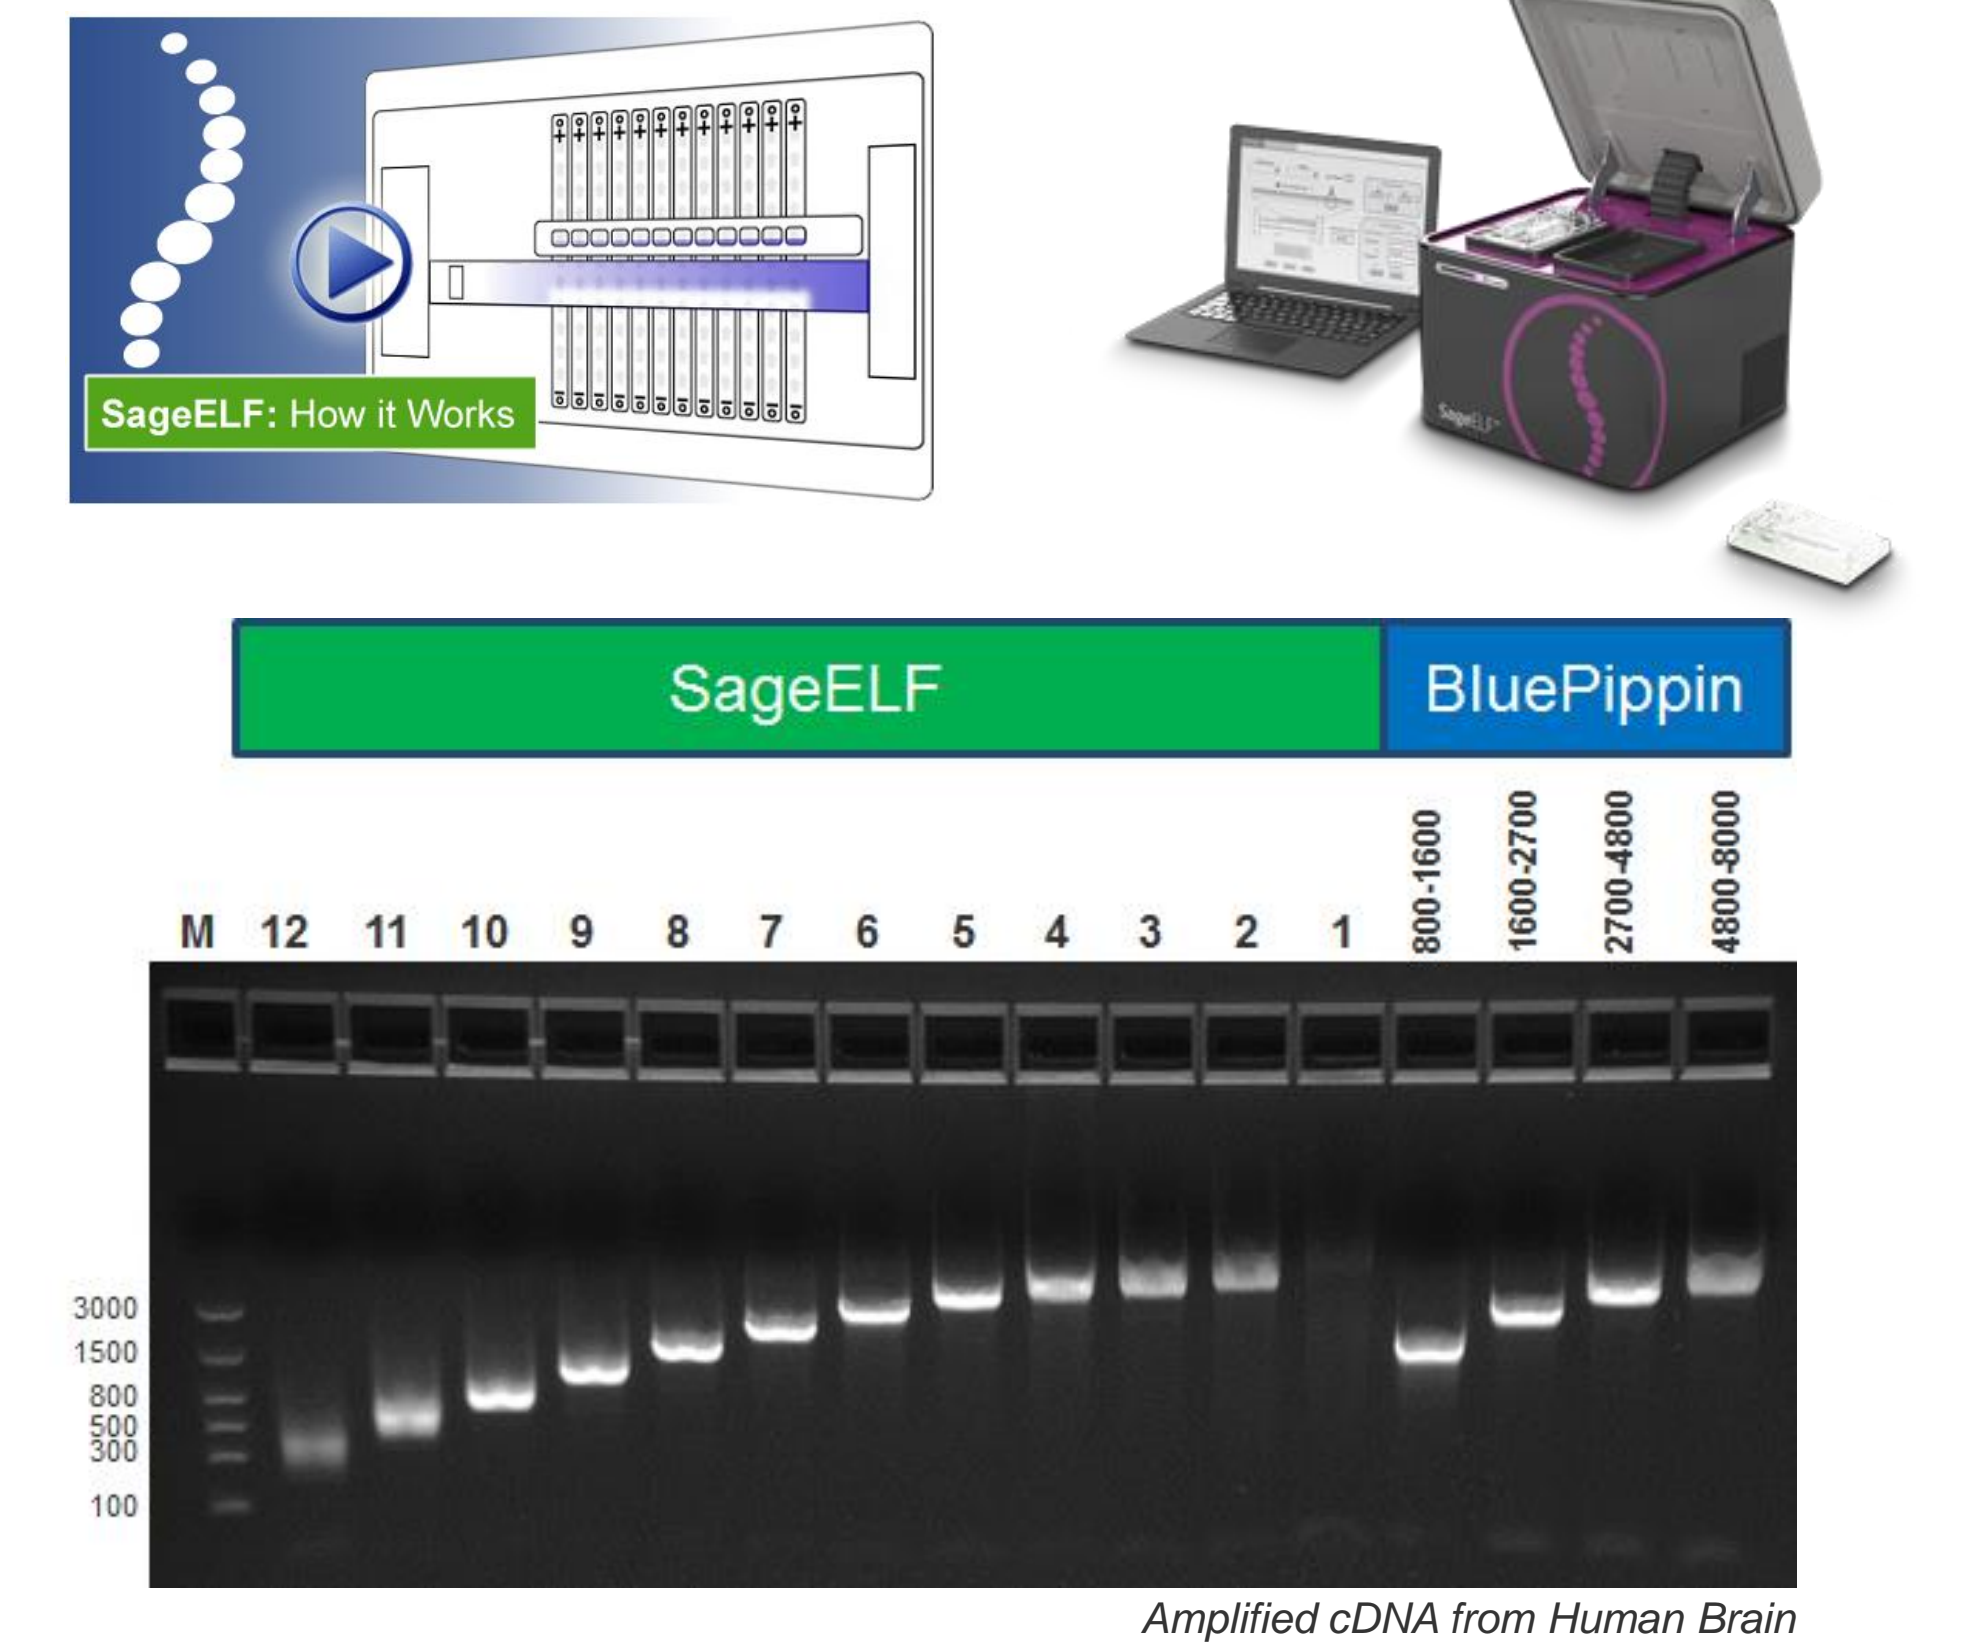 SageELF: How it Works
SageELF™
SageELF
BluePippin
M 12 11 10 9 8 7 6 5 4 3 2 1 800-1600 1600-2700 2700-4800 4800-8000
3000
1500
800
500
300
100
Amplified cDNA from Human Brain